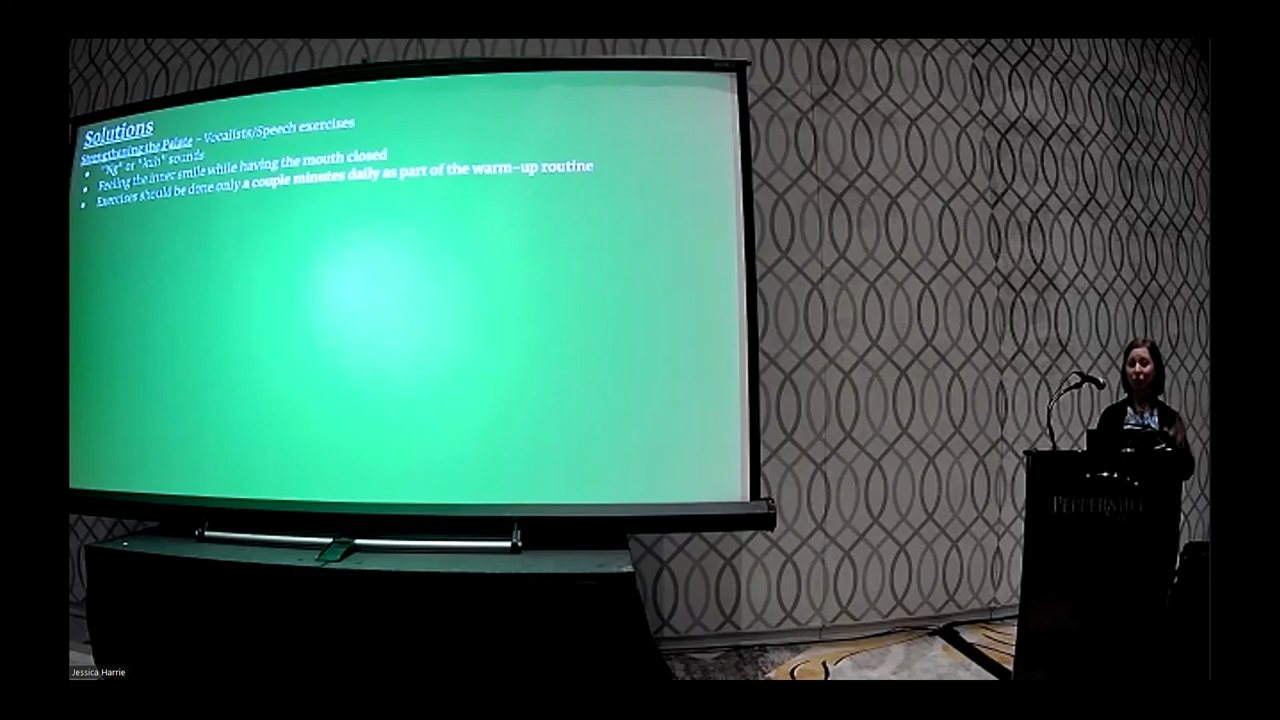 Solutions
Strengthening the Palate - Vocalists/Speech exercises
• "Ng" or "kuh" sounds
• Feeling the inner smile while having the mouth closed
• Exercises should be done only a couple minutes daily as part of the warm-up routine
PEPPERMILL
Jessica Harrie